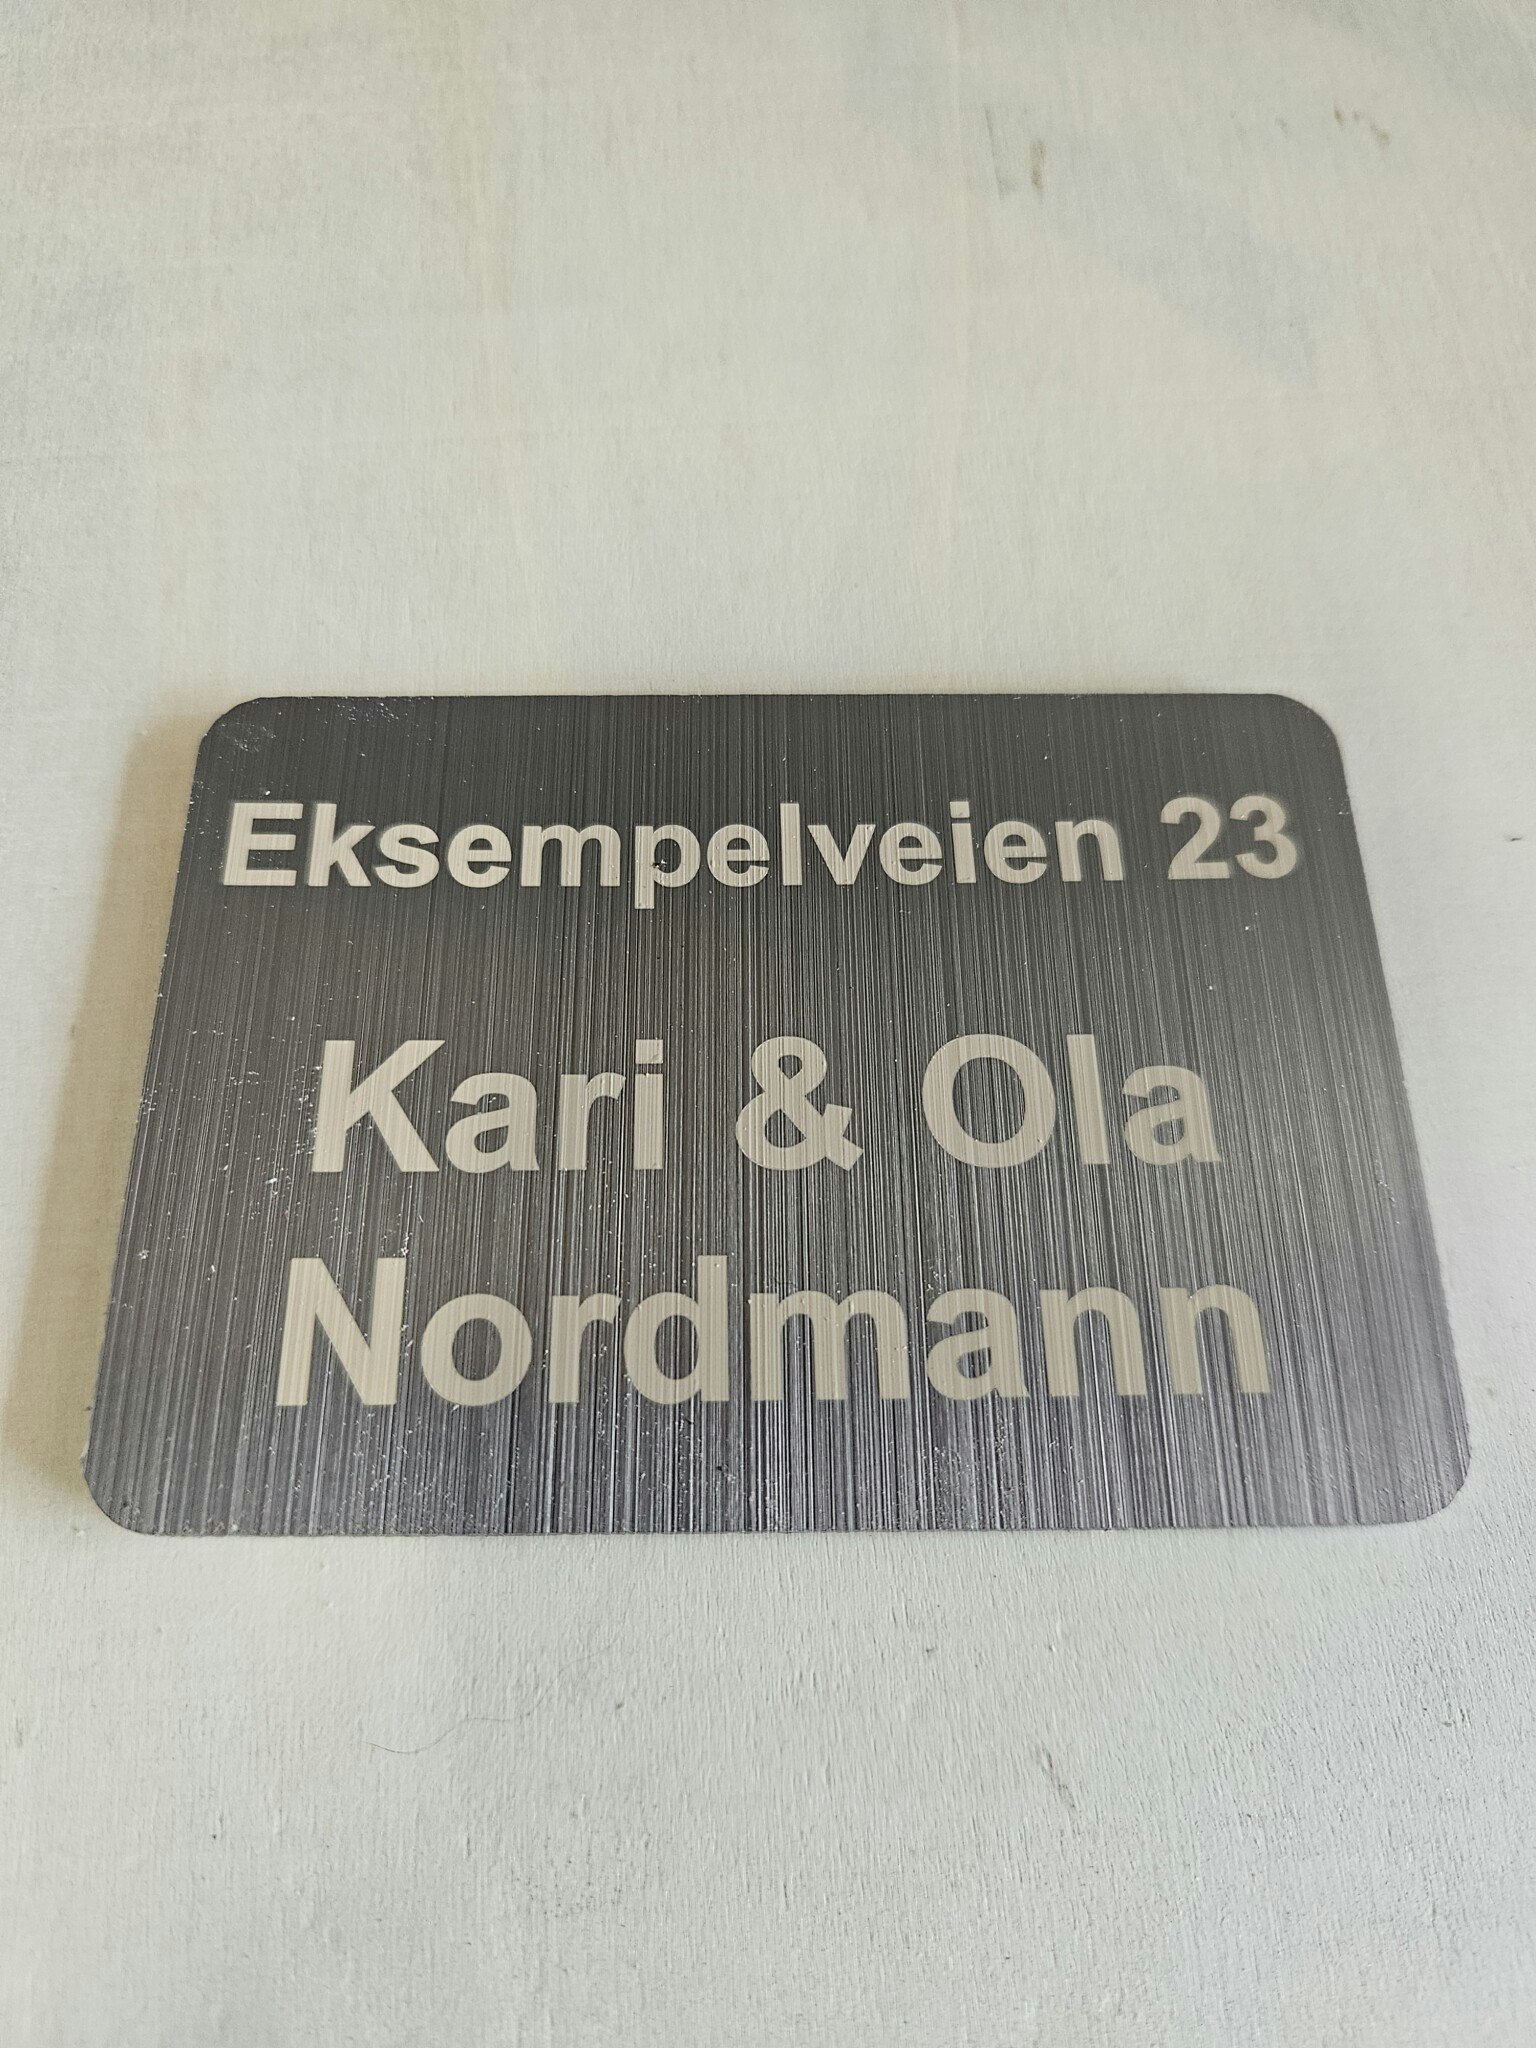 Eksempelveien 23
Kari & Ola
Nordmann